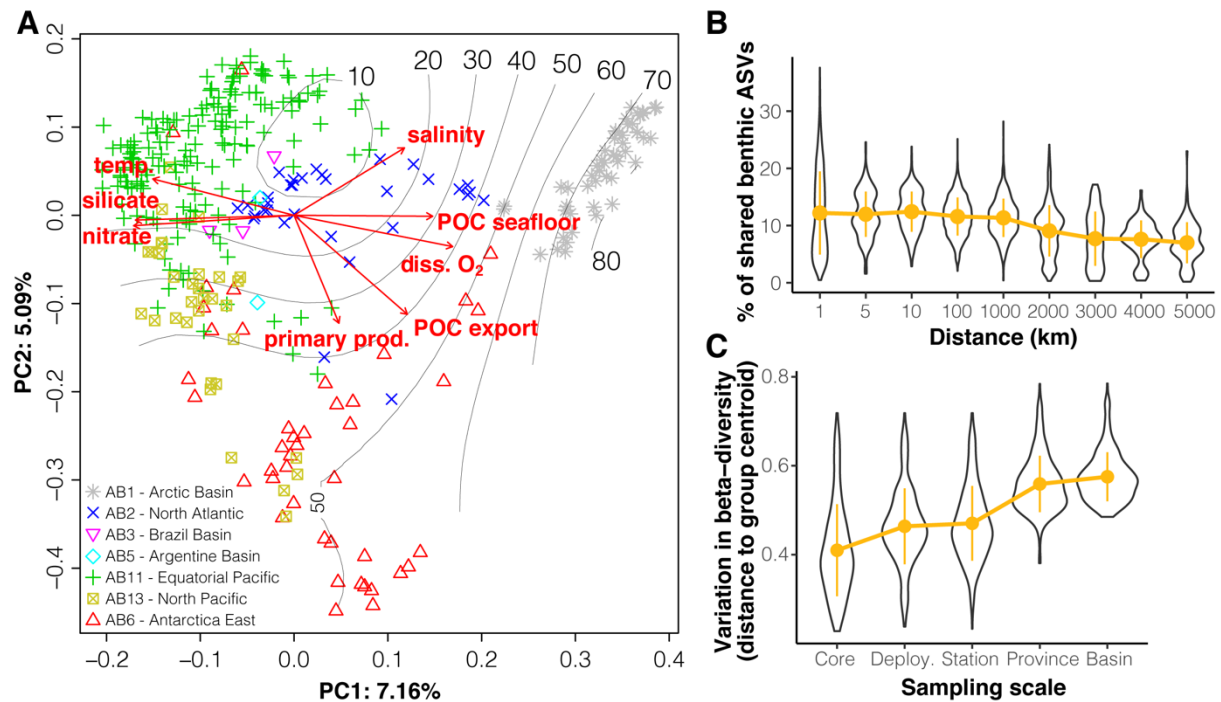 A
10
20
30
40
50
60
70
80
50
salinity
temp.
silicate
nitrate
POC seafloor
diss. O₂
POC export
primary prod.
PC2: 5.09%
0.2
0.1
0.0
−0.1
−0.2
−0.3
−0.4
AB1 - Arctic Basin
AB2 - North Atlantic
AB3 - Brazil Basin
AB5 - Argentine Basin
AB11 - Equatorial Pacific
AB13 - North Pacific
AB6 - Antarctica East
−0.2 −0.1 0.0 0.1 0.2 0.3 0.4
PC1: 7.16%
B
% of shared benthic ASVs
30
20
10
0
1 5 10 100 1000 2000 3000 4000 5000
Distance (km)
C
Variation in beta−diversity
(distance to group centroid)
0.8
0.6
0.4
Core Deploy. Station Province Basin
Sampling scale